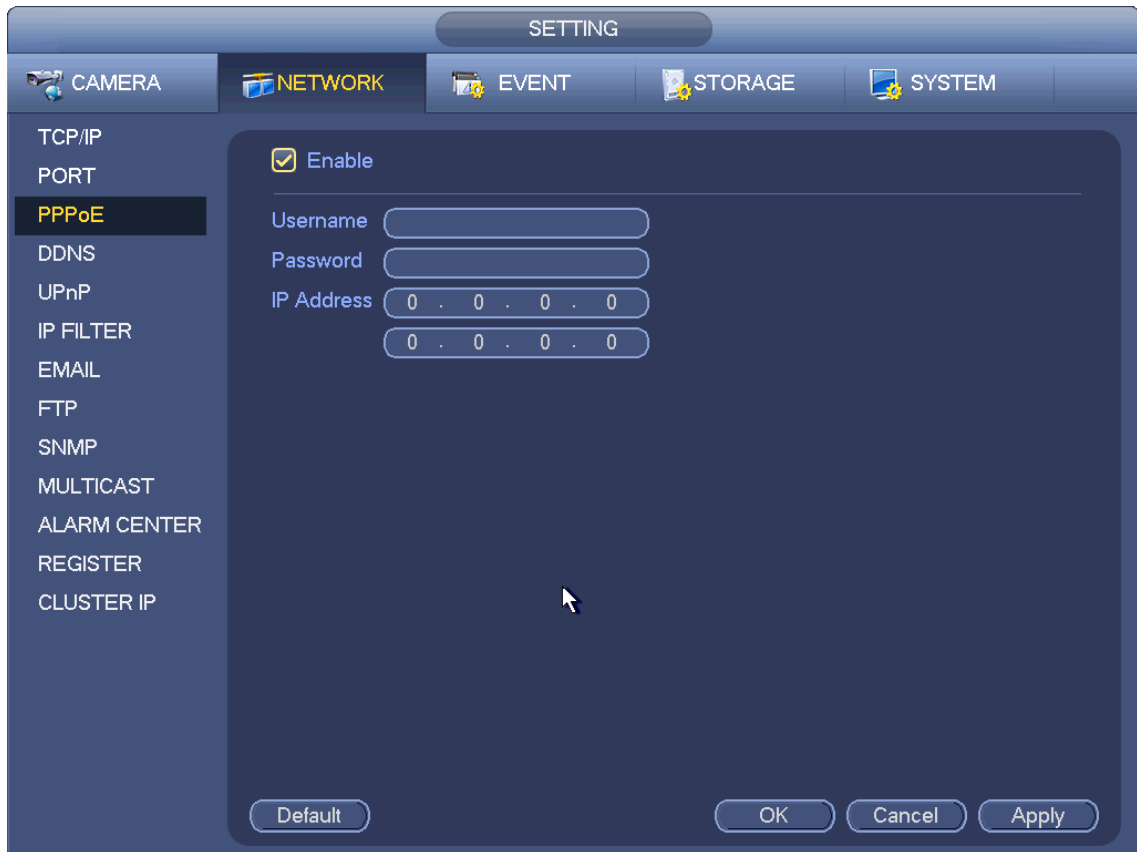 SETTING
CAMERA NETWORK EVENT STORAGE SYSTEM
TCP/IP
PORT
PPPoE
DDNS
UPnP
IP FILTER
EMAIL
FTP
SNMP
MULTICAST
ALARM CENTER
REGISTER
CLUSTER IP
Enable
Username
Password
IP Address 0 . 0 . 0 . 0
0 . 0 . 0 . 0
Default OK Cancel Apply